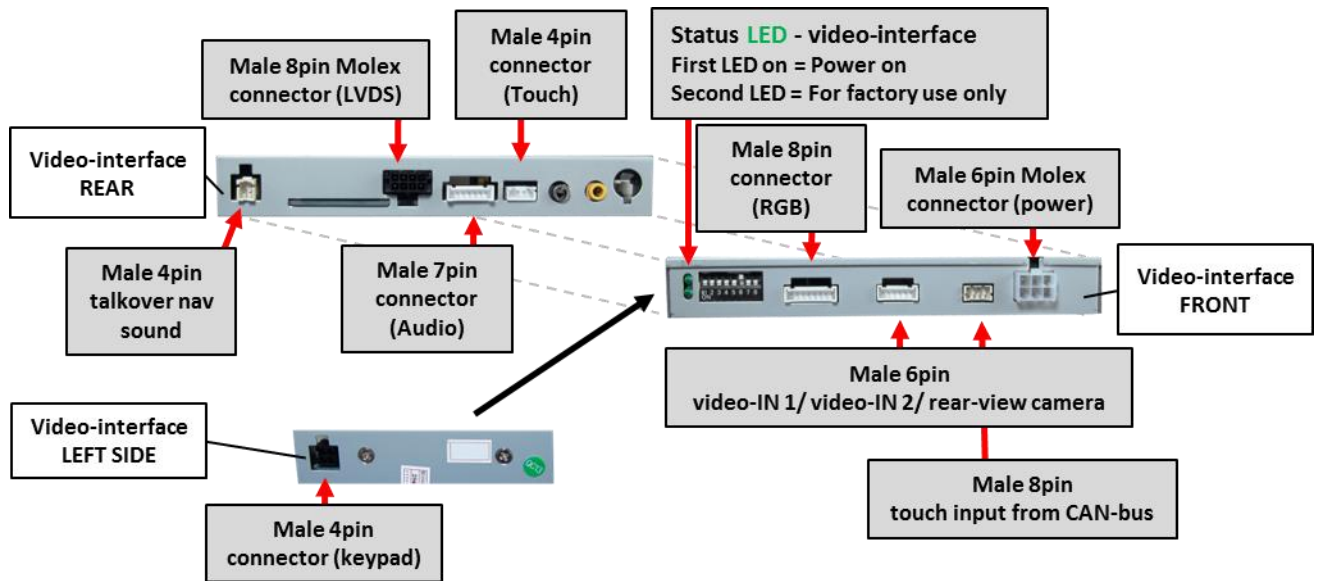 Male 8pin Molex
connector (LVDS)
Male 4pin
connector
(Touch)
Status LED - video-interface
First LED on = Power on
Second LED = For factory use only
Video-interface
REAR
Male 8pin
connector
(RGB)
Male 6pin Molex
connector (power)
Male 4pin
talkover nav
sound
Male 7pin
connector
(Audio)
Video-interface
FRONT
Male 6pin
video-IN 1/ video-IN 2/ rear-view camera
Video-interface
LEFT SIDE
Male 8pin
touch input from CAN-bus
Male 4pin
connector (keypad)